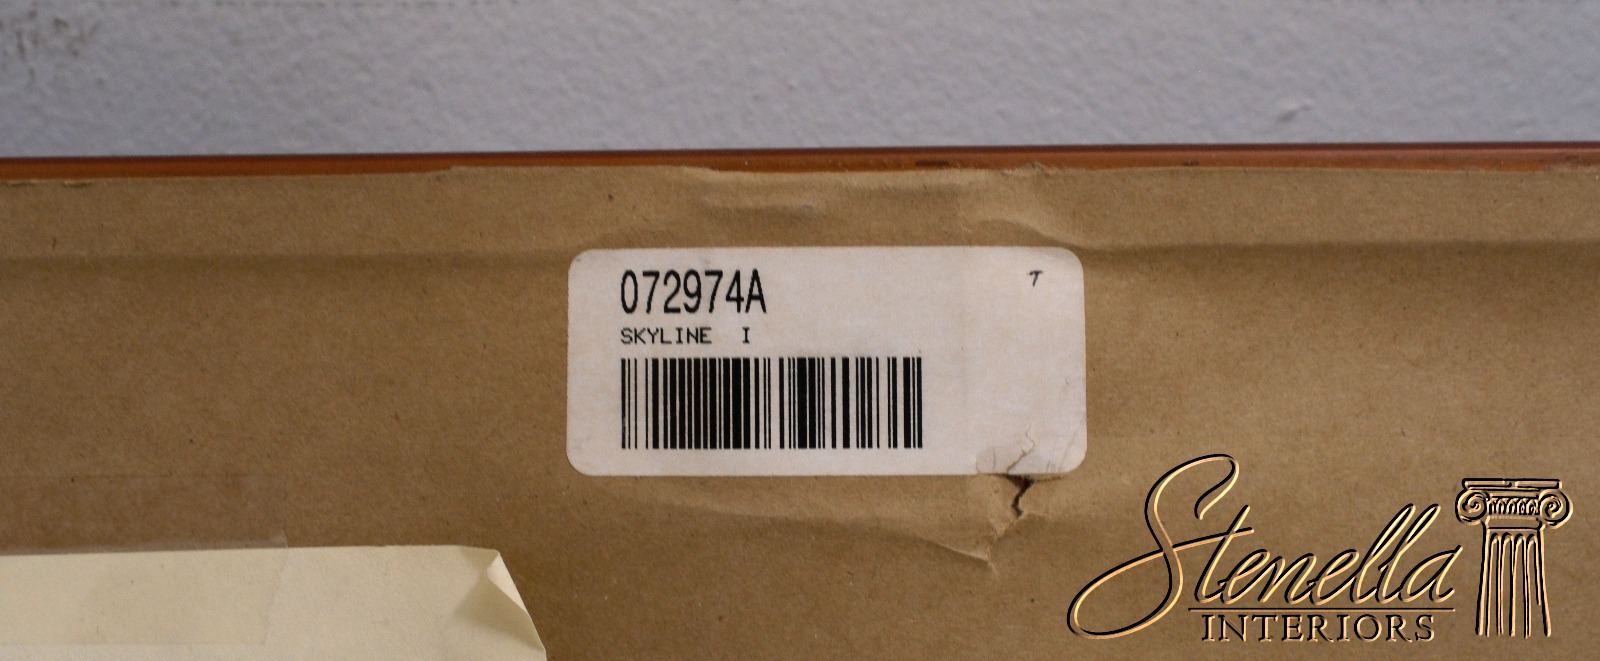 072974A
T
SKYLINE I
Stenella
INTERIORS